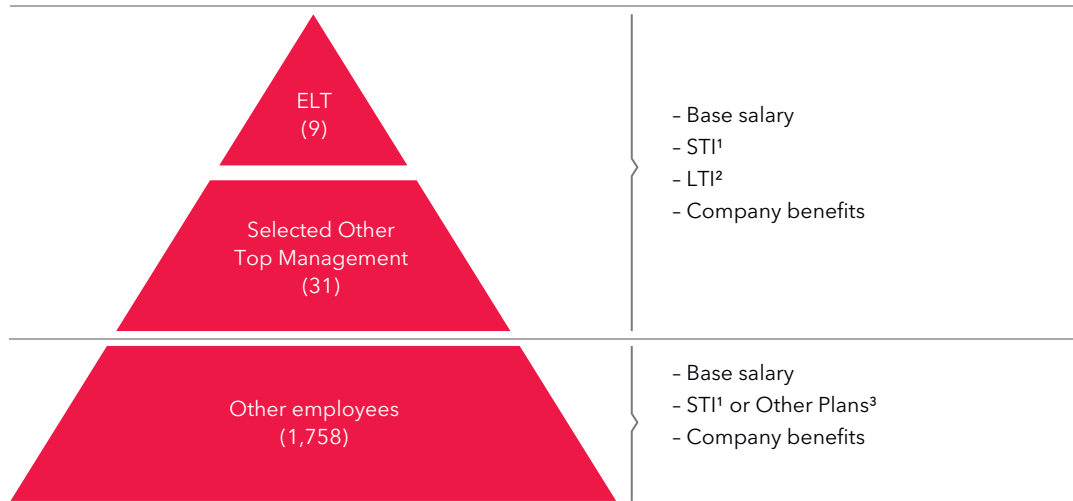 ELT
(9)
– Base salary
– STI¹
– LTI²
– Company benefits
Selected Other
Top Management
(31)
Other employees
(1,758)
– Base salary
– STI¹ or Other Plans³
– Company benefits